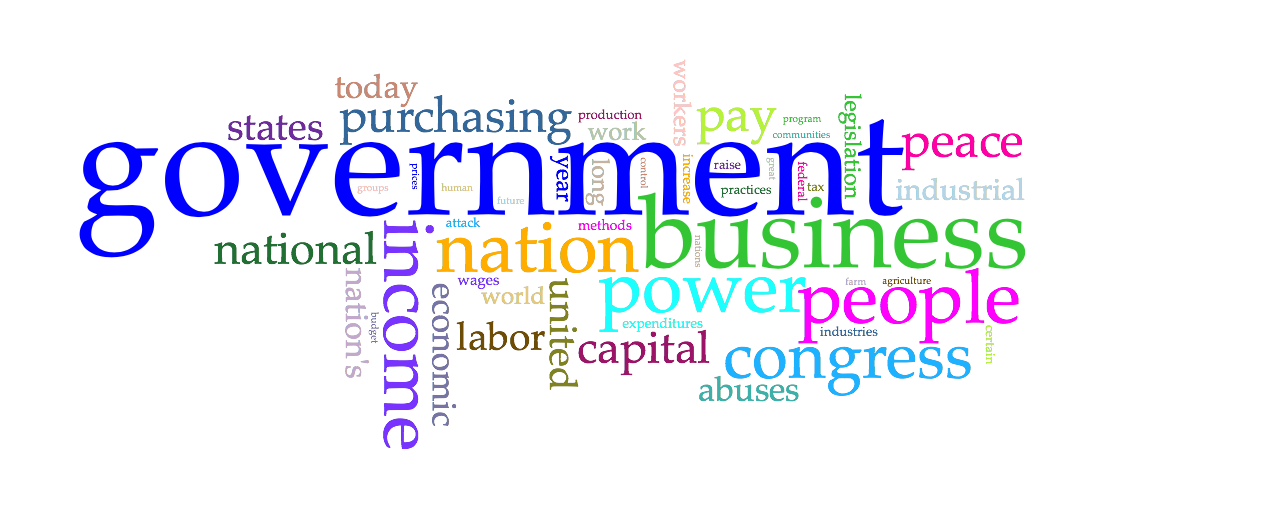 workers
today
purchasing
production
pay
program
legislation
states
work
communities
government
peace
prices
groups
human
future
year
long
control
increase
raise
practices
great
federal
tax
industrial
national
income
attack
nation
methods
nations
business
nation's
budget
economic
wages
world
united
power
expenditures
people
farm
agriculture
industries
certain
labor
capital
congress
abuses